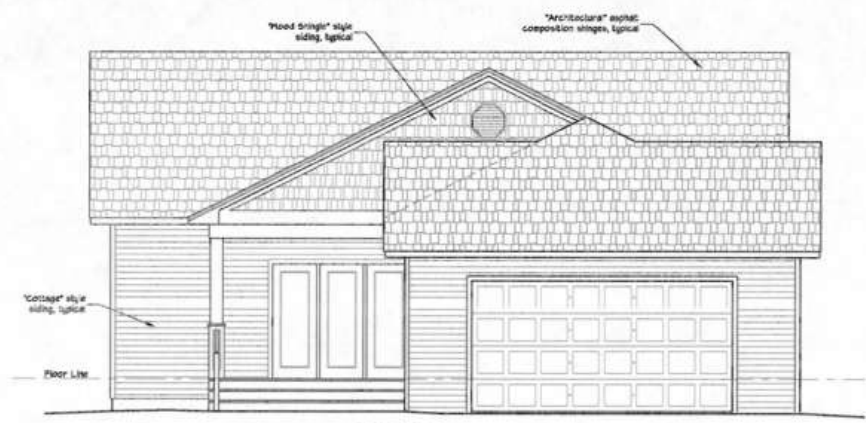 "Wood Shingle" style
siding, typical
"Architectural" asphalt
composition shingles, typical
"Cottage" style
siding, typical
Floor Line